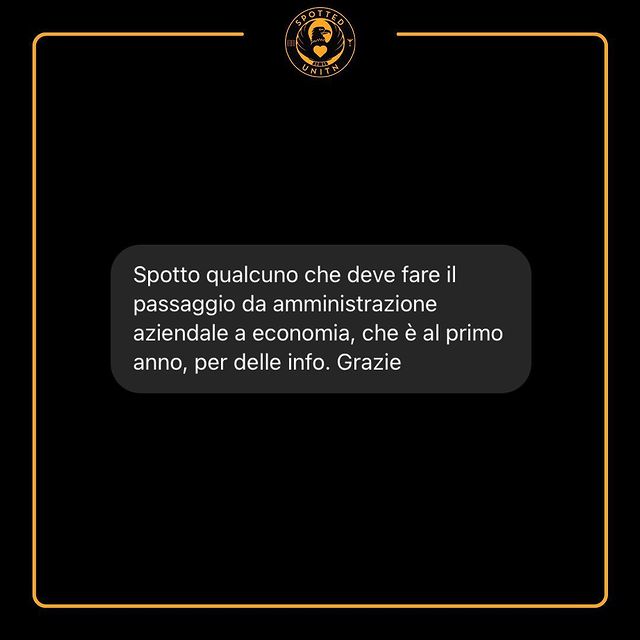 SPOTTED
UNITN
Spotto qualcuno che deve fare il
passaggio da amministrazione
aziendale a economia, che è al primo
anno, per delle info. Grazie